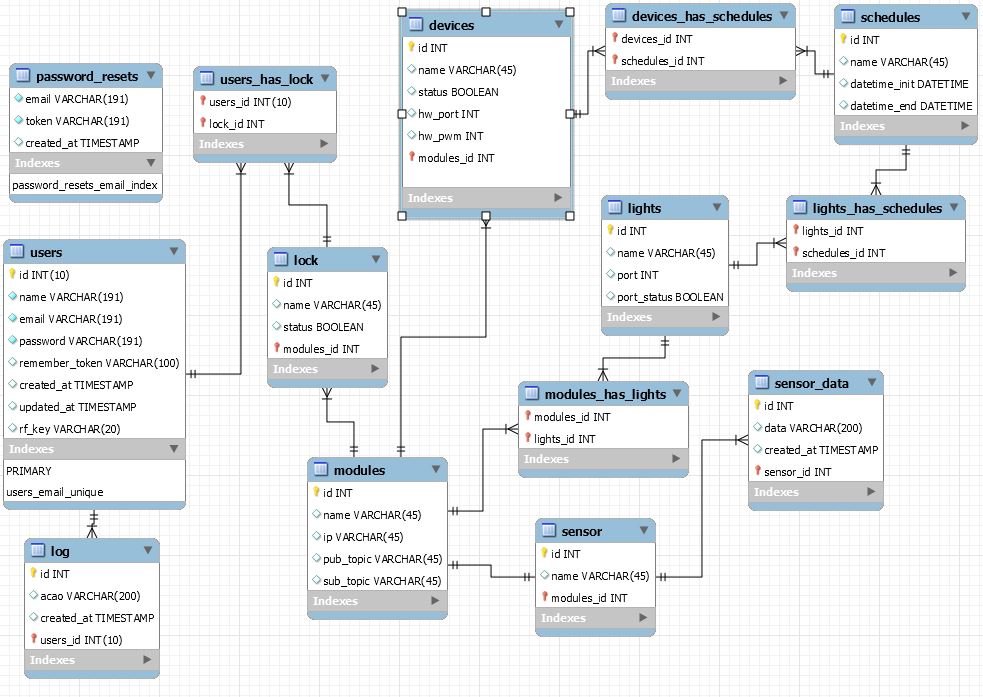 password_resets
email VARCHAR(191)
token VARCHAR(191)
created_at TIMESTAMP
Indexes
password_resets_email_index
users_has_lock
users_id INT(10)
lock_id INT
Indexes
devices
id INT
name VARCHAR(45)
status BOOLEAN
hw_port INT
hw_pwm INT
modules_id INT
Indexes
devices_has_schedules
devices_id INT
schedules_id INT
Indexes
schedules
id INT
name VARCHAR(45)
datetime_init DATETIME
datetime_end DATETIME
Indexes
users
id INT(10)
name VARCHAR(191)
email VARCHAR(191)
password VARCHAR(191)
remember_token VARCHAR(100)
created_at TIMESTAMP
updated_at TIMESTAMP
rf_key VARCHAR(20)
Indexes
PRIMARY
users_email_unique
lock
id INT
name VARCHAR(45)
status BOOLEAN
modules_id INT
Indexes
lights
id INT
name VARCHAR(45)
port INT
port_status BOOLEAN
Indexes
lights_has_schedules
lights_id INT
schedules_id INT
Indexes
modules_has_lights
modules_id INT
lights_id INT
Indexes
sensor_data
id INT
data VARCHAR(200)
created_at TIMESTAMP
sensor_id INT
Indexes
modules
id INT
name VARCHAR(45)
ip VARCHAR(45)
pub_topic VARCHAR(45)
sub_topic VARCHAR(45)
Indexes
sensor
id INT
name VARCHAR(45)
modules_id INT
Indexes
log
id INT
acao VARCHAR(200)
created_at TIMESTAMP
users_id INT(10)
Indexes